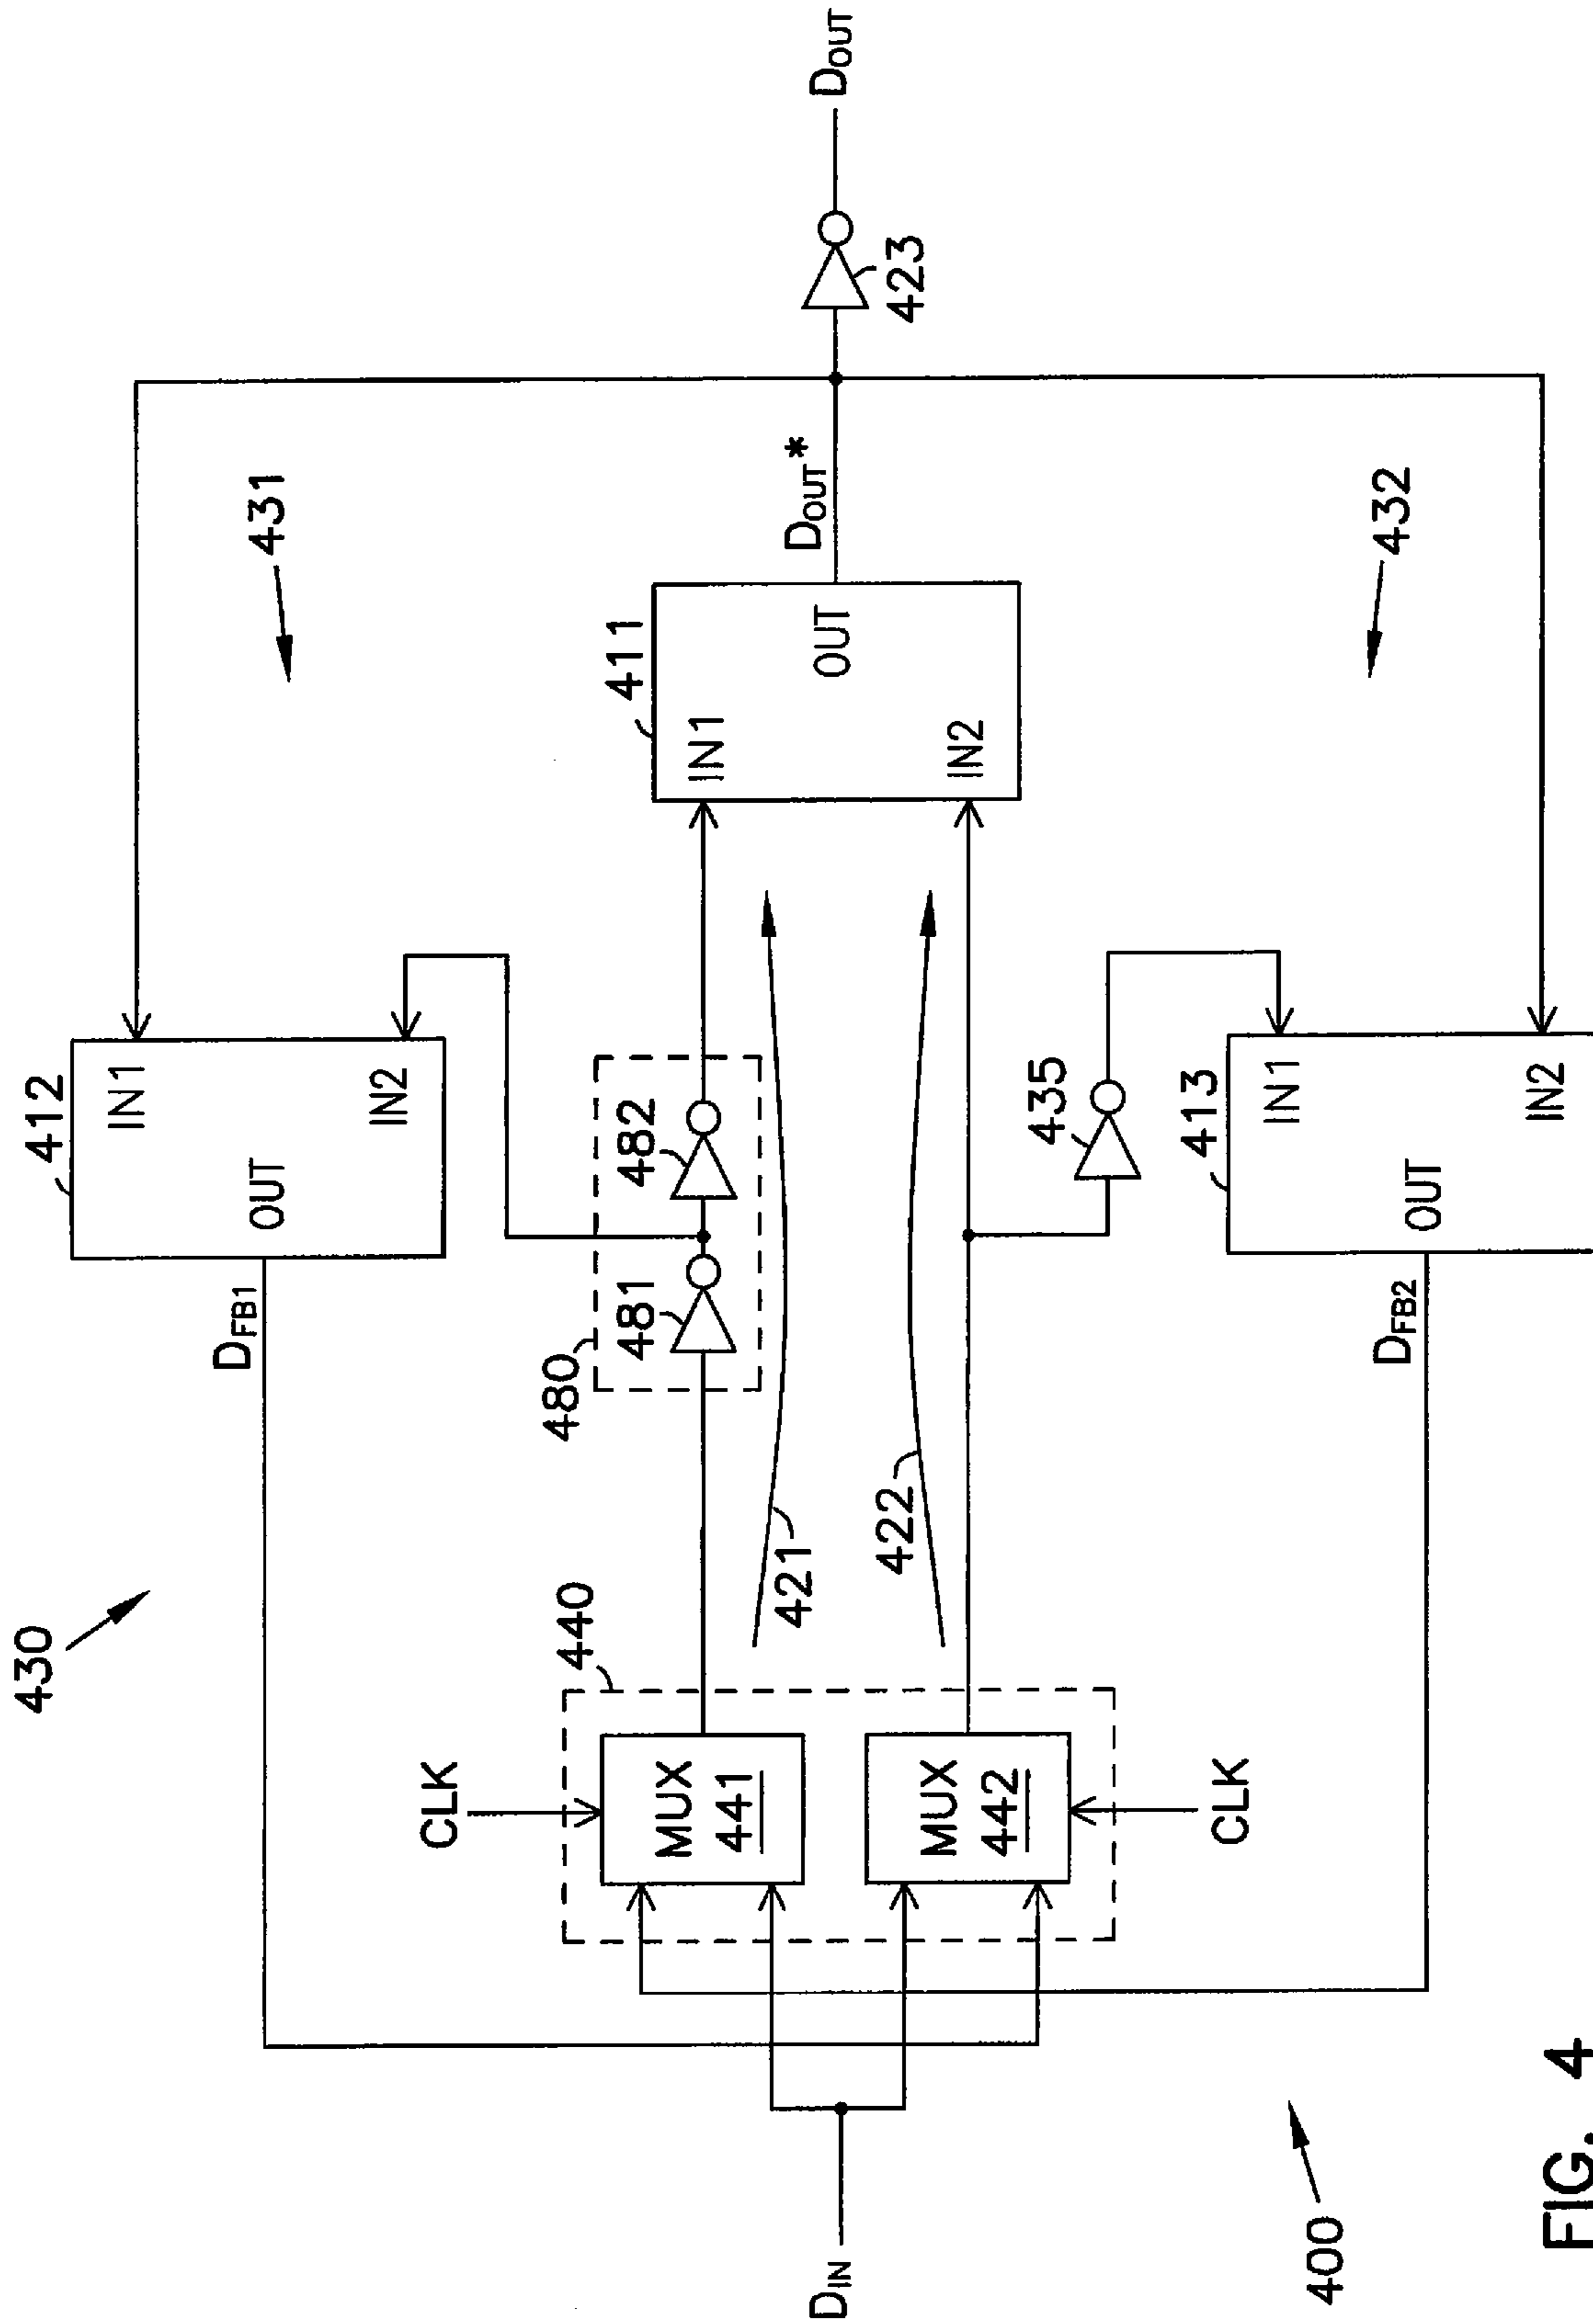 430
431
412
IN1
IN2
OUT
D_FB1
480
481
482
411
IN1
IN2
OUT
D_OUT*
D_OUT
423
CLK
440
MUX
441
421
D_IN
MUX
442
422
CLK
435
413
IN1
IN2
OUT
D_FB2
432
400
FIG. 4